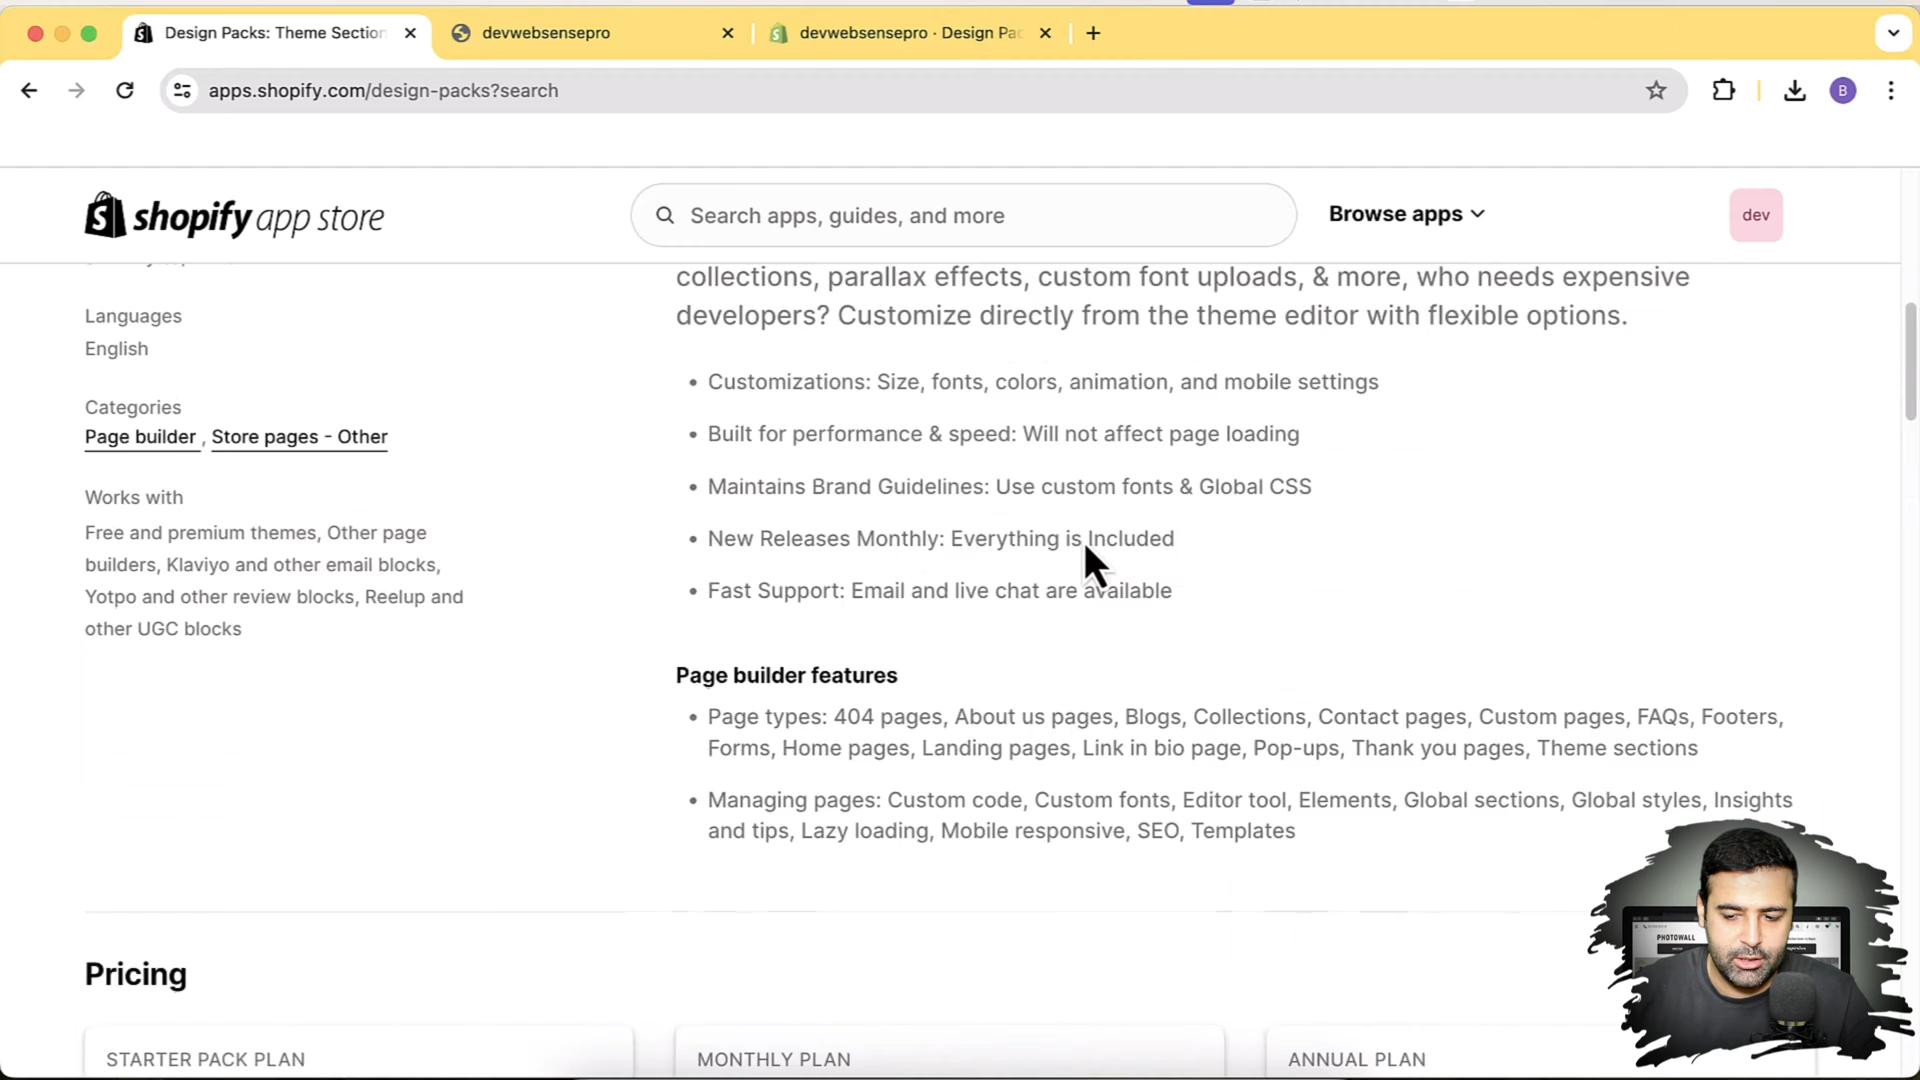 Design Packs: Theme Section
devwebsensepro
devwebsensepro · Design Pac
apps.shopify.com/design-packs?search
B
shopify app store
Search apps, guides, and more
Browse apps
dev
collections, parallax effects, custom font uploads, & more, who needs expensive
developers? Customize directly from the theme editor with flexible options.
Languages
English
Categories
Page builder , Store pages - Other
Works with
Free and premium themes, Other page
builders, Klaviyo and other email blocks,
Yotpo and other review blocks, Reelup and
other UGC blocks
• Customizations: Size, fonts, colors, animation, and mobile settings
• Built for performance & speed: Will not affect page loading
• Maintains Brand Guidelines: Use custom fonts & Global CSS
• New Releases Monthly: Everything is Included
• Fast Support: Email and live chat are available
Page builder features
• Page types: 404 pages, About us pages, Blogs, Collections, Contact pages, Custom pages, FAQs, Footers,
Forms, Home pages, Landing pages, Link in bio page, Pop-ups, Thank you pages, Theme sections
• Managing pages: Custom code, Custom fonts, Editor tool, Elements, Global sections, Global styles, Insights
and tips, Lazy loading, Mobile responsive, SEO, Templates
PHOTOWALL
Pricing
STARTER PACK PLAN
MONTHLY PLAN
ANNUAL PLAN